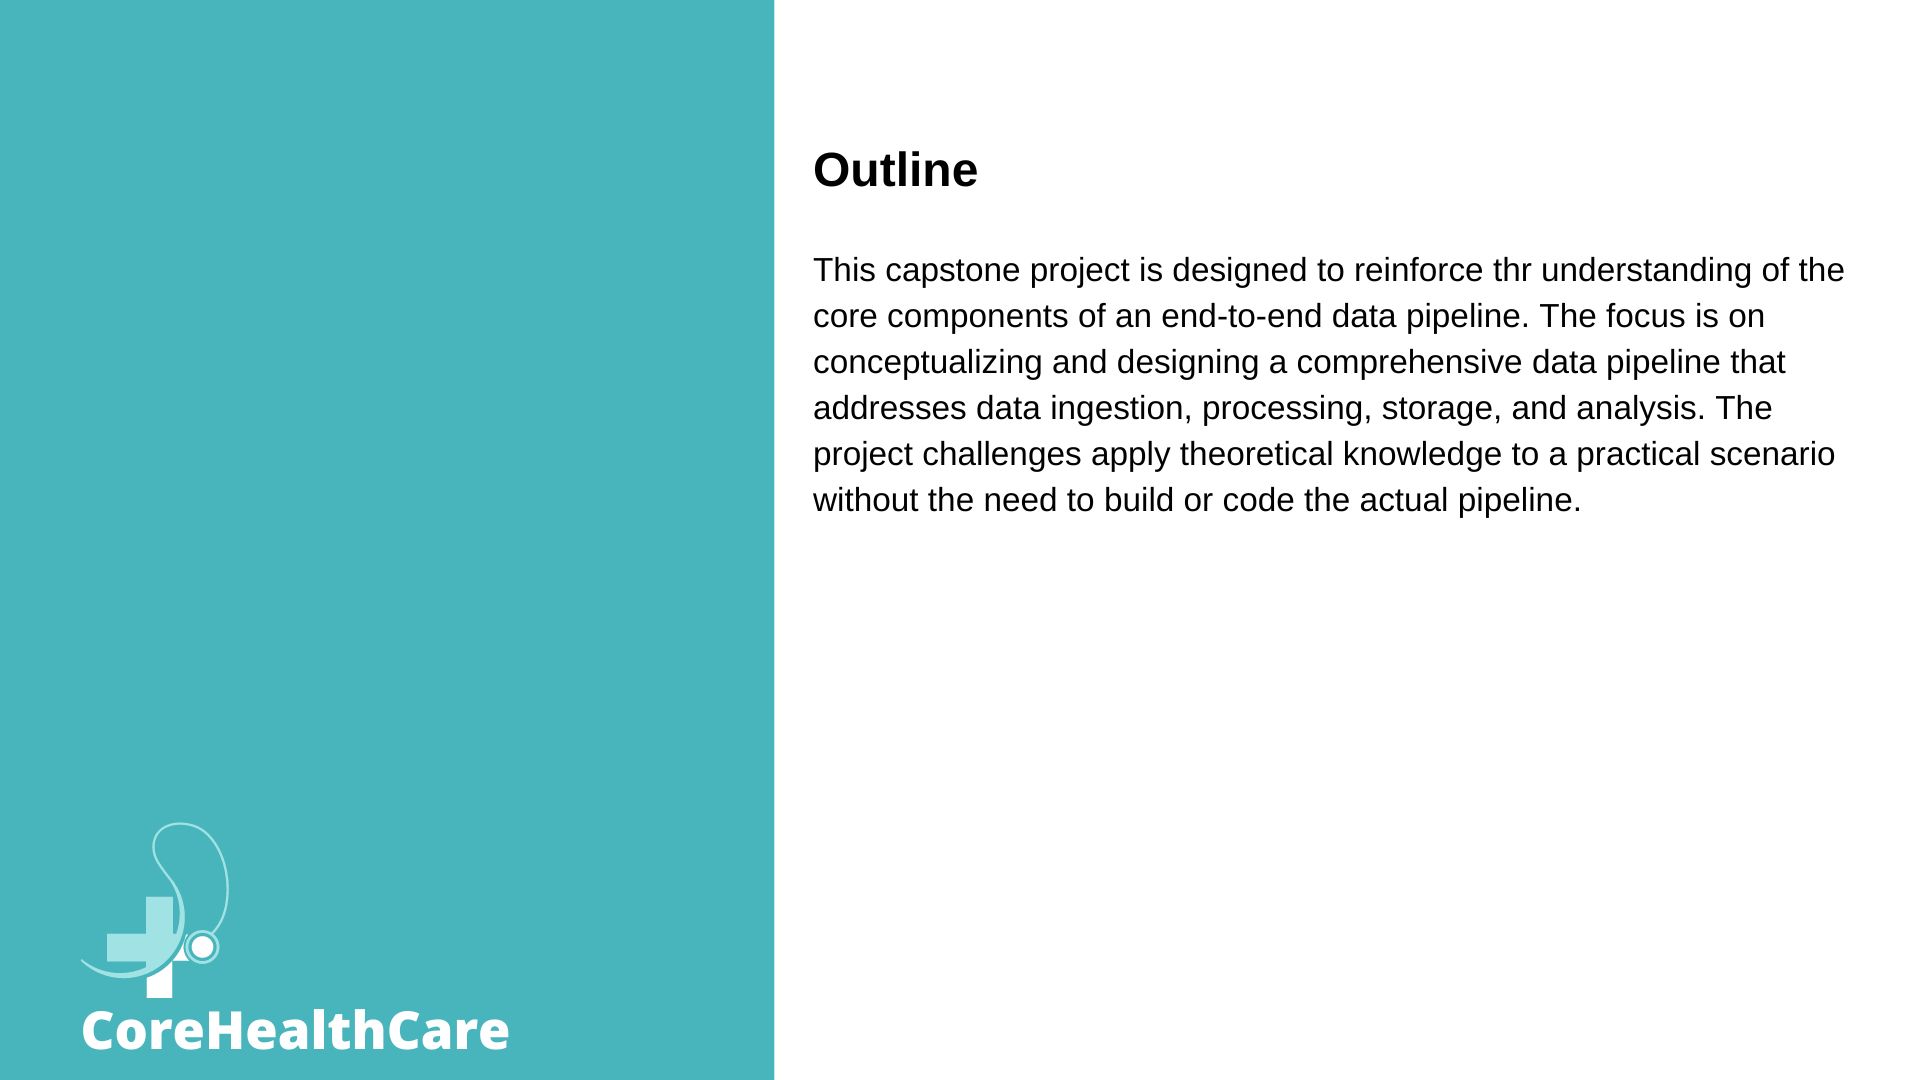 Outline
This capstone project is designed to reinforce thr understanding of the
core components of an end-to-end data pipeline. The focus is on
conceptualizing and designing a comprehensive data pipeline that
addresses data ingestion, processing, storage, and analysis. The
project challenges apply theoretical knowledge to a practical scenario
without the need to build or code the actual pipeline.
CoreHealthCare